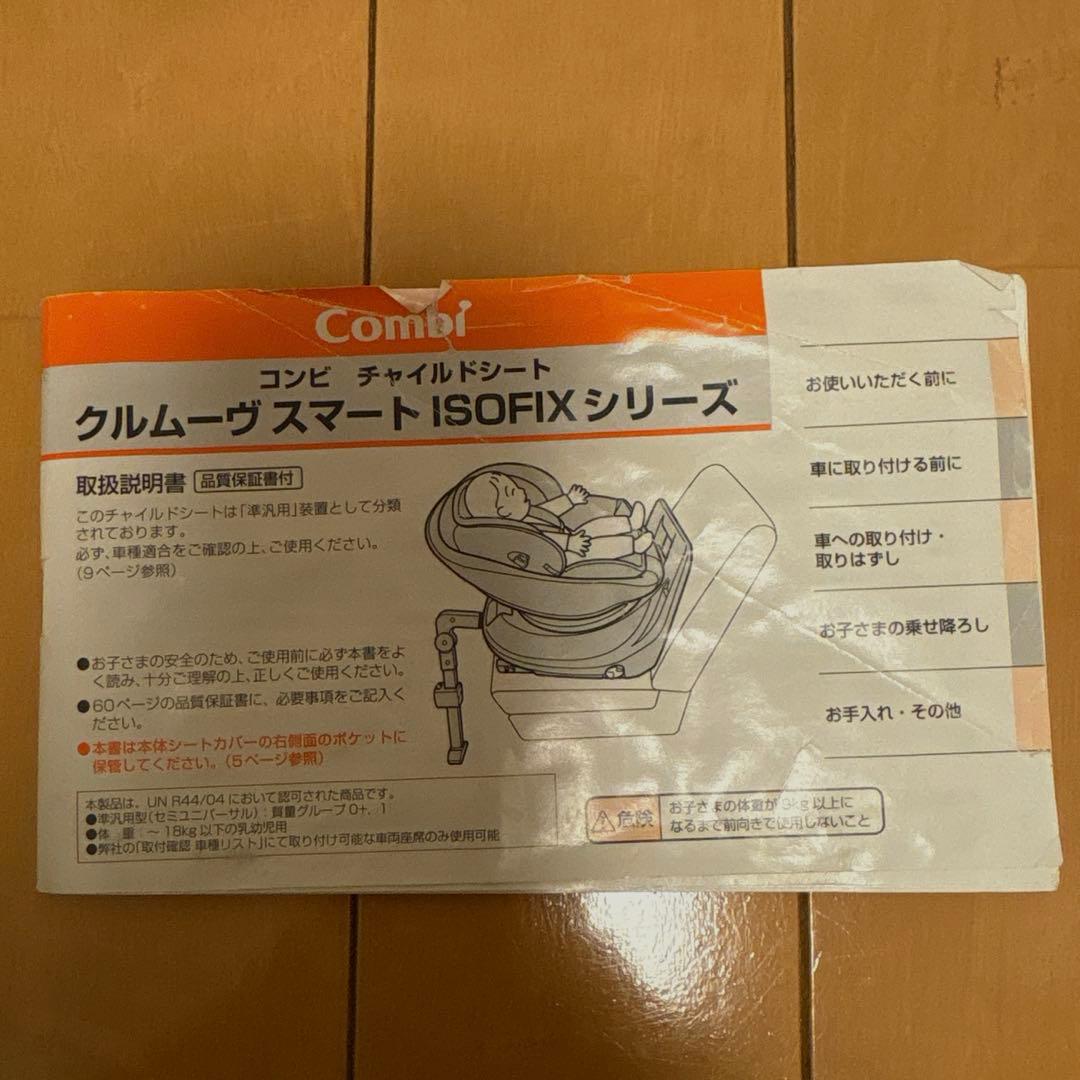 Combi
コンビ チャイルドシート
クルムーヴ スマート ISOFIXシリーズ
取扱説明書 品質保証書付
このチャイルドシートは「準汎用」装置として分類
されております。
必ず、車種適合をご確認の上、ご使用ください。
(9ページ参照)
●お子さまの安全のため、ご使用前に必ず本書をよ
く読み、十分ご理解の上、正しくご使用ください。
●60ページの品質保証書に、必要事項をご記入く
ださい。
●本書は本体シートカバーの右側面のポケットに
保管してください。(5ページ参照)
本製品は、UN R44/04 において認可された商品です。
●準汎用型(セミユニバーサル):質量グループ 0+, 1
●体 重:~ 18kg 以下の乳幼児用
●弊社の「取付確認 車種リスト」にて取り付け可能な車両座席のみ使用可能
危険
お子さまの体重が 9kg 以上に
なるまで前向きで使用しないこと
お使いいただく前に
車に取り付ける前に
車への取り付け・
取りはずし
お子さまの乗せ降ろし
お手入れ・その他